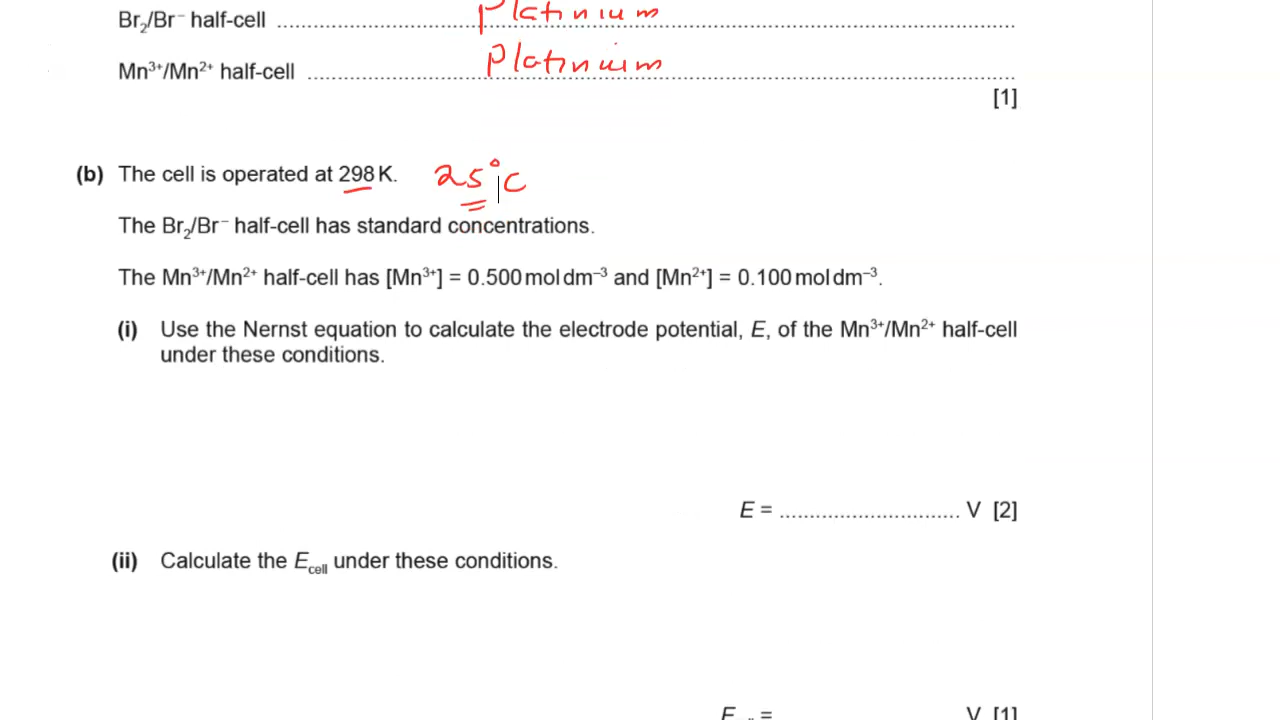 Br₂/Br⁻ half-cell ............ Platinium
Mn³⁺/Mn²⁺ half-cell ............ Platinium
[1]
(b) The cell is operated at 298 K. 25°C
The Br₂/Br⁻ half-cell has standard concentrations.
The Mn³⁺/Mn²⁺ half-cell has [Mn³⁺] = 0.500 mol dm⁻³ and [Mn²⁺] = 0.100 mol dm⁻³.
(i) Use the Nernst equation to calculate the electrode potential, E, of the Mn³⁺/Mn²⁺ half-cell
under these conditions.
E = .............................. V [2]
(ii) Calculate the E_cell under these conditions.
E = V [1]